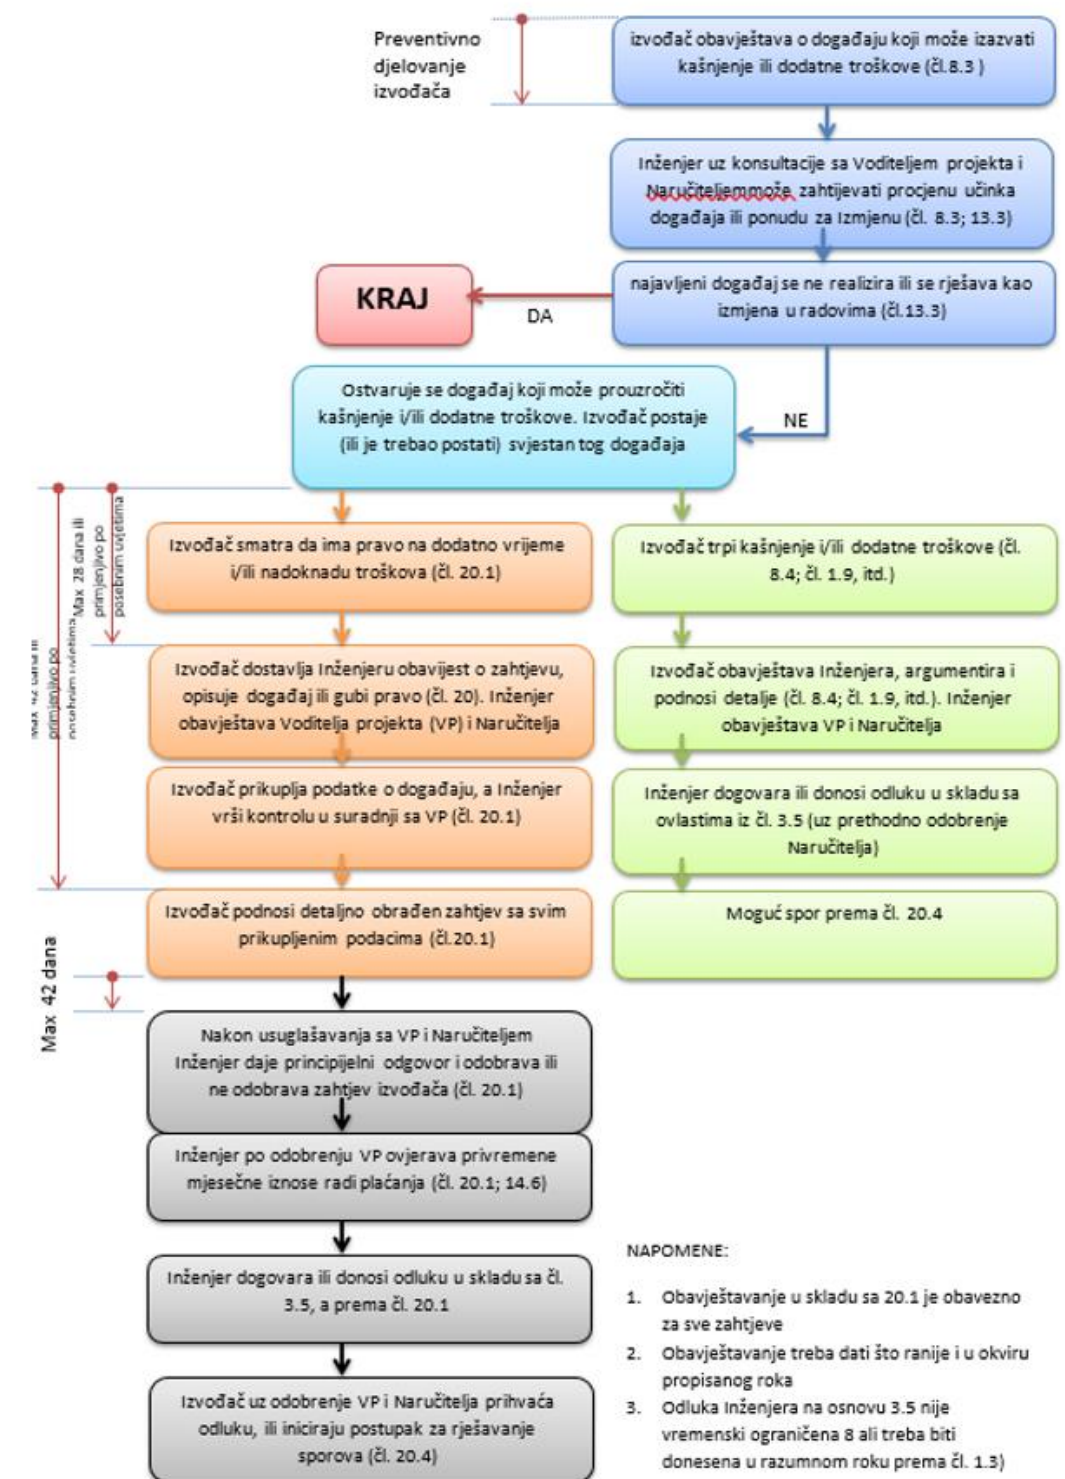 Preventivno
djelovanje
izvođača
izvođač obavještava o događaju koji može izazvati
kašnjenje ili dodatne troškove (čl.8.3 )
Inženjer uz konsultacije sa Voditeljem projekta i
Naručiteljemmože zahtijevati procjenu učinka
događaja ili ponudu za Izmjenu (čl. 8.3; 13.3)
najavljeni događaj se ne realizira ili se rješava kao
izmjena u radovima (čl.13.3)
DA
KRAJ
NE
Ostvaruje se događaj koji može prouzročiti
kašnjenje i/ili dodatne troškove. Izvođač postaje
(ili je trebao postati) svjestan tog događaja
Max 28 dana ili
primjenjivo po
posebnim uvjetima
Max 42 dana ili
primjenjivo po
posebnim uvjetima
Izvođač smatra da ima pravo na dodatno vrijeme
i/ili nadoknadu troškova (čl. 20.1)
Izvođač dostavlja Inženjeru obavijest o zahtjevu,
opisuje događaj ili gubi pravo (čl. 20). Inženjer
obavještava Voditelja projekta (VP) i Naručitelja
Izvođač prikuplja podatke o događaju, a Inženjer
vrši kontrolu u suradnji sa VP (čl. 20.1)
Izvođač podnosi detaljno obrađen zahtjev sa svim
prikupljenim podacima (čl.20.1)
Izvođač trpi kašnjenje i/ili dodatne troškove (čl.
8.4; čl. 1.9, itd.)
Izvođač obavještava Inženjera, argumentira i
podnosi detalje (čl. 8.4; čl. 1.9, itd.). Inženjer
obavještava VP i Naručitelja
Inženjer dogovara ili donosi odluku u skladu sa
ovlastima iz čl. 3.5 (uz prethodno odobrenje
Naručitelja)
Moguć spor prema čl. 20.4
Max 42 dana
Nakon usuglašavanja sa VP i Naručiteljem
Inženjer daje principijelni odgovor i odobrava ili
ne odobrava zahtjev izvođača (čl. 20.1)
Inženjer po odobrenju VP ovjerava privremene
mjesečne iznose radi plaćanja (čl. 20.1; 14.6)
Inženjer dogovara ili donosi odluku u skladu sa čl.
3.5, a prema čl. 20.1
Izvođač uz odobrenje VP i Naručitelja prihvaća
odluku, ili iniciraju postupak za rješavanje
sporova (čl. 20.4)
NAPOMENE:
1. Obavještavanje u skladu sa 20.1 je obavezno
za sve zahtjeve
2. Obavještavanje treba dati što ranije i u okviru
propisanog roka
3. Odluka Inženjera na osnovu 3.5 nije
vremenski ograničena 8 ali treba biti
donesena u razumnom roku prema čl. 1.3)